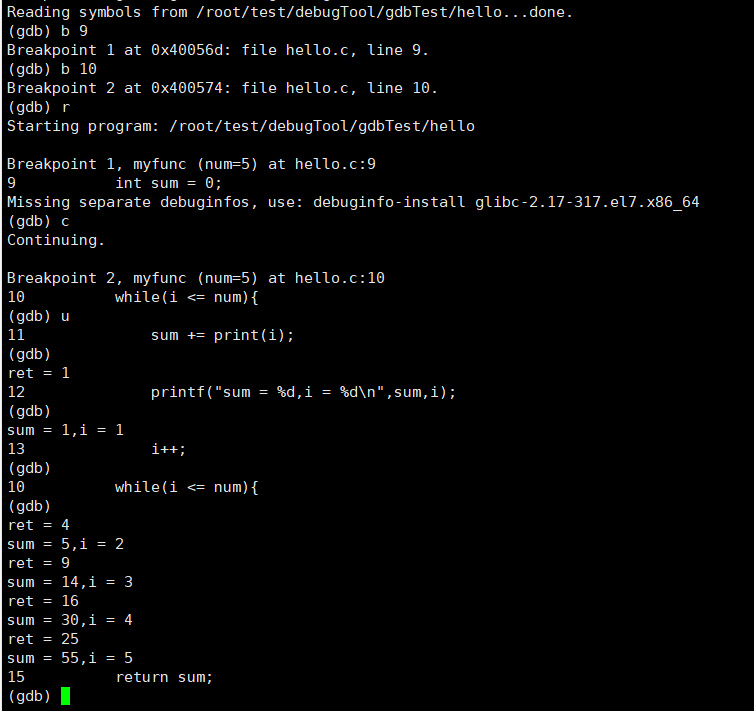 Reading symbols from /root/test/debugTool/gdbTest/hello...done.
(gdb) b 9
Breakpoint 1 at 0x40056d: file hello.c, line 9.
(gdb) b 10
Breakpoint 2 at 0x400574: file hello.c, line 10.
(gdb) r
Starting program: /root/test/debugTool/gdbTest/hello

Breakpoint 1, myfunc (num=5) at hello.c:9
9           int sum = 0;
Missing separate debuginfos, use: debuginfo-install glibc-2.17-317.el7.x86_64
(gdb) c
Continuing.

Breakpoint 2, myfunc (num=5) at hello.c:10
10          while(i <= num){
(gdb) u
11              sum += print(i);
(gdb)
ret = 1
12              printf("sum = %d,i = %d\n",sum,i);
(gdb)
sum = 1,i = 1
13              i++;
(gdb)
10          while(i <= num){
(gdb)
ret = 4
sum = 5,i = 2
ret = 9
sum = 14,i = 3
ret = 16
sum = 30,i = 4
ret = 25
sum = 55,i = 5
15          return sum;
(gdb)